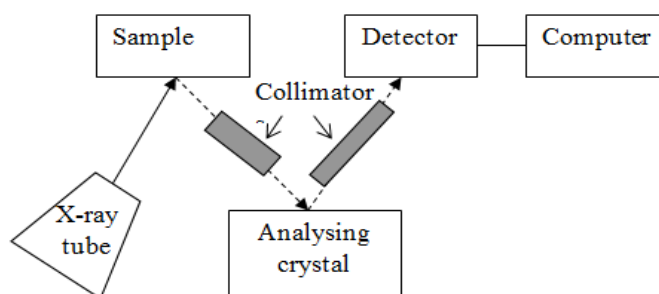 Sample
Detector
Computer
Collimator
X-ray
tube
Analysing
crystal